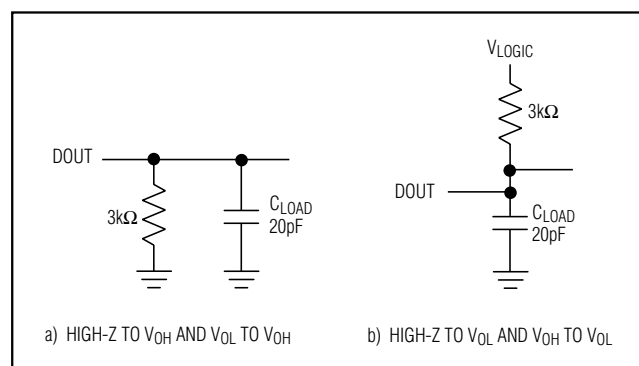 DOUT
3kΩ
CLOAD
20pF
a) HIGH-Z TO VOH AND VOL TO VOH
VLOGIC
3kΩ
DOUT
CLOAD
20pF
b) HIGH-Z TO VOL AND VOH TO VOL